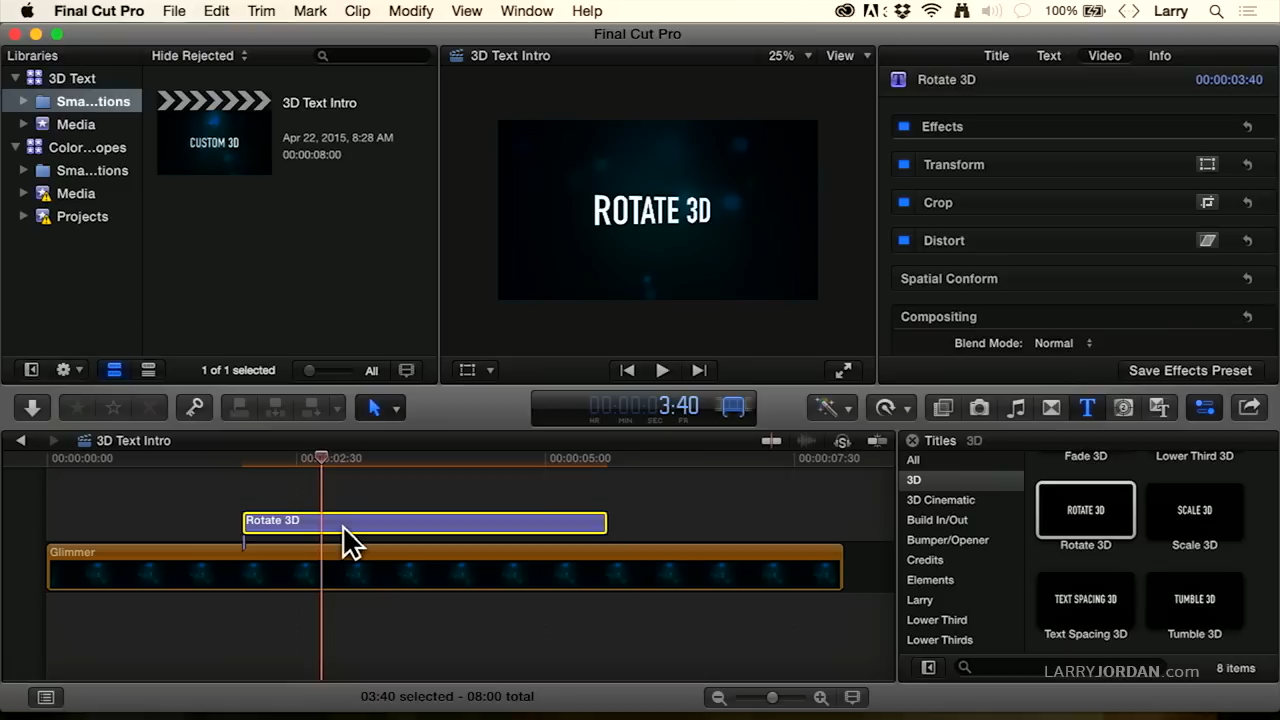 Final Cut Pro File Edit Trim Mark Clip Modify View Window Help 100% Larry
Final Cut Pro
Libraries Hide Rejected 3D Text Intro 25% View Title Text Video Info
3D Text
Sma...tions
Media
Color...opes
Sma...tions
Media
Projects
CUSTOM 3D
3D Text Intro
Apr 22, 2015, 8:28 AM
00:00:08:00
ROTATE 3D
Rotate 3D 00:00:03:40
Effects
Transform
Crop
Distort
Spatial Conform
Compositing
Blend Mode: Normal
1 of 1 selected All Save Effects Preset
00:00:03:40
HR MIN SEC FR
3D Text Intro Titles 3D
00:00:00:00 00:00:02:30 00:00:05:00 00:00:07:30
Rotate 3D
Glimmer
All
3D
3D Cinematic
Build In/Out
Bumper/Opener
Credits
Elements
Larry
Lower Third
Lower Thirds
Fade 3D Lower Third 3D
ROTATE 3D SCALE 3D
Rotate 3D Scale 3D
TEXT SPACING 3D TUMBLE 3D
Text Spacing 3D Tumble 3D
LARRYJORDAN.com 8 items
03:40 selected - 08:00 total